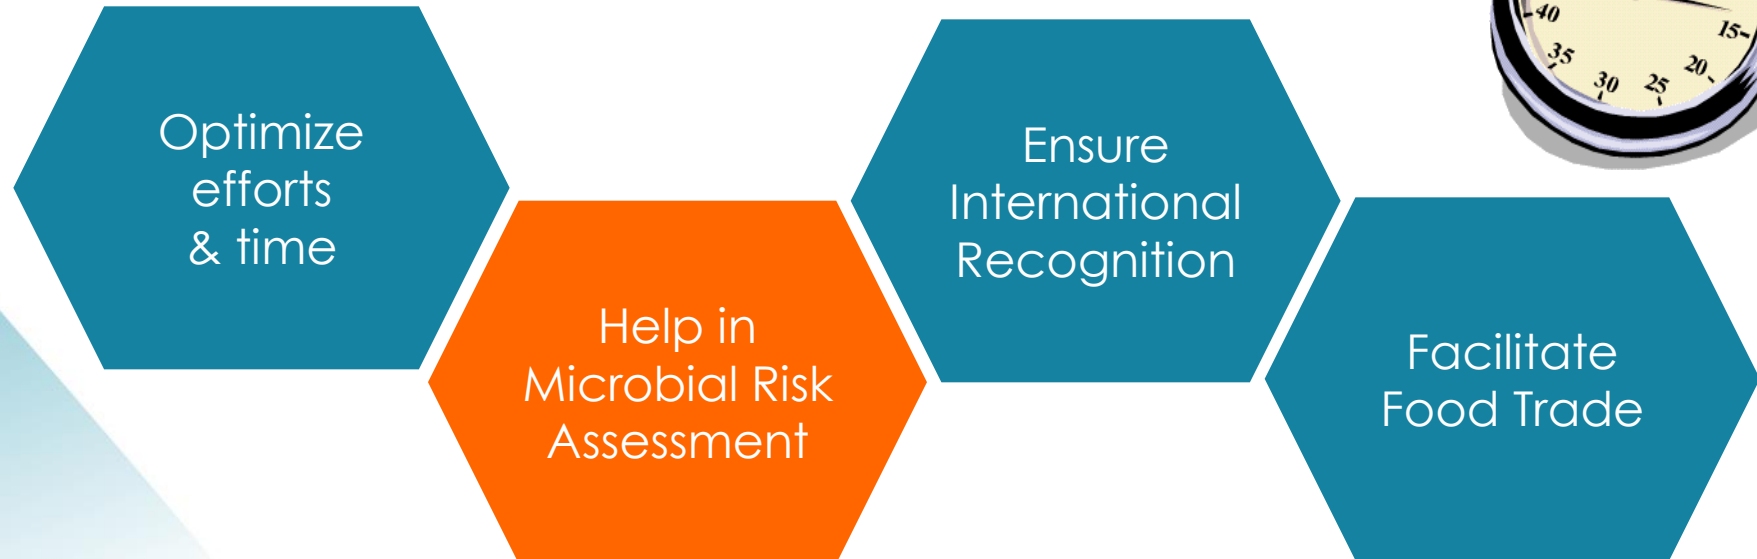 Optimize
efforts
& time
Help in
Microbial Risk
Assessment
Ensure
International
Recognition
Facilitate
Food Trade
40
35
30
25
20
15